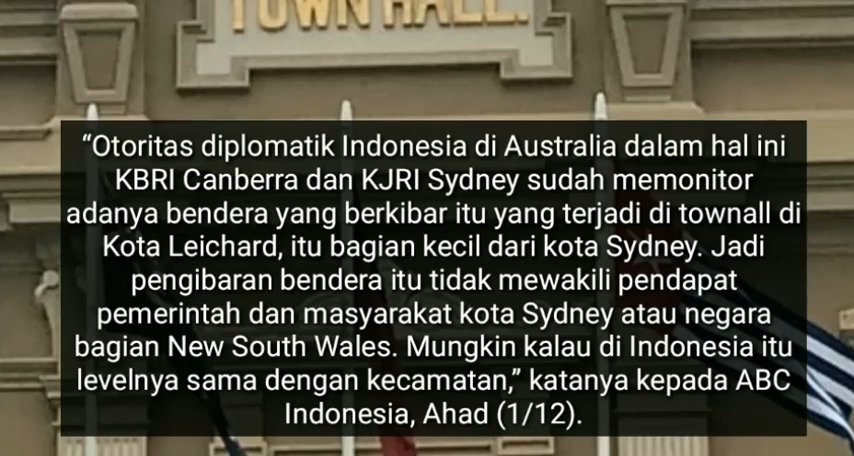 TOWN HALL.
“Otoritas diplomatik Indonesia di Australia dalam hal ini
KBRI Canberra dan KJRI Sydney sudah memonitor
adanya bendera yang berkibar itu yang terjadi di townall di
Kota Leichard, itu bagian kecil dari kota Sydney. Jadi
pengibaran bendera itu tidak mewakili pendapat
pemerintah dan masyarakat kota Sydney atau negara
bagian New South Wales. Mungkin kalau di Indonesia itu
levelnya sama dengan kecamatan,” katanya kepada ABC
Indonesia, Ahad (1/12).